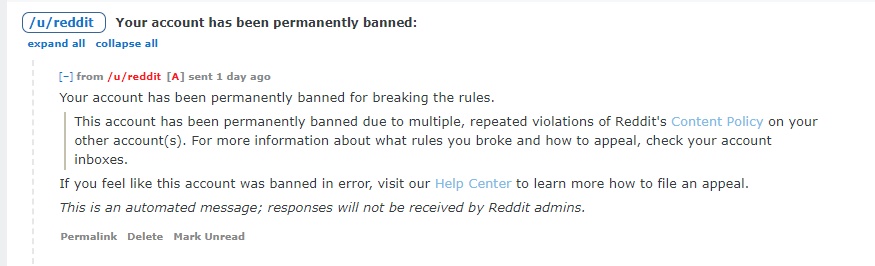 /u/reddit Your account has been permanently banned:
expand all collapse all
[–] from /u/reddit [A] sent 1 day ago
Your account has been permanently banned for breaking the rules.
This account has been permanently banned due to multiple, repeated violations of Reddit's Content Policy on your
other account(s). For more information about what rules you broke and how to appeal, check your account
inboxes.
If you feel like this account was banned in error, visit our Help Center to learn more how to file an appeal.
This is an automated message; responses will not be received by Reddit admins.
Permalink Delete Mark Unread